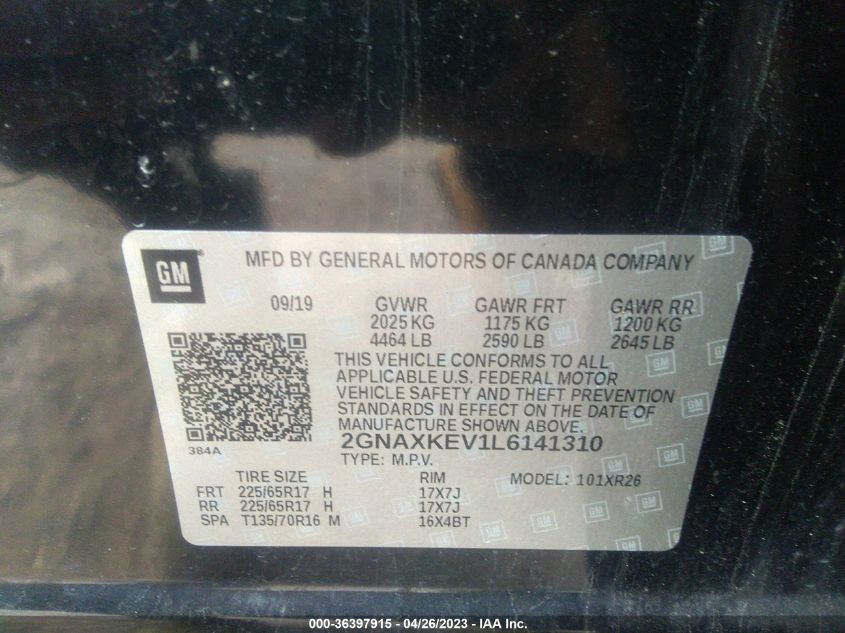 GM
MFD BY GENERAL MOTORS OF CANADA COMPANY
09/19 GVWR GAWR FRT GAWR RR
2025 KG 1175 KG 1200 KG
4464 LB 2590 LB 2645 LB
THIS VEHICLE CONFORMS TO ALL
APPLICABLE U.S. FEDERAL MOTOR
VEHICLE SAFETY AND THEFT PREVENTION
STANDARDS IN EFFECT ON THE DATE OF
MANUFACTURE SHOWN ABOVE.
384A
2GNAXKEV1L6141310
TYPE: M.P.V.
TIRE SIZE RIM MODEL: 101XR26
FRT 225/65R17 H 17X7J
RR 225/65R17 H 17X7J
SPA T135/70R16 M 16X4BT
000-36397915 - 04/26/2023 - IAA Inc.